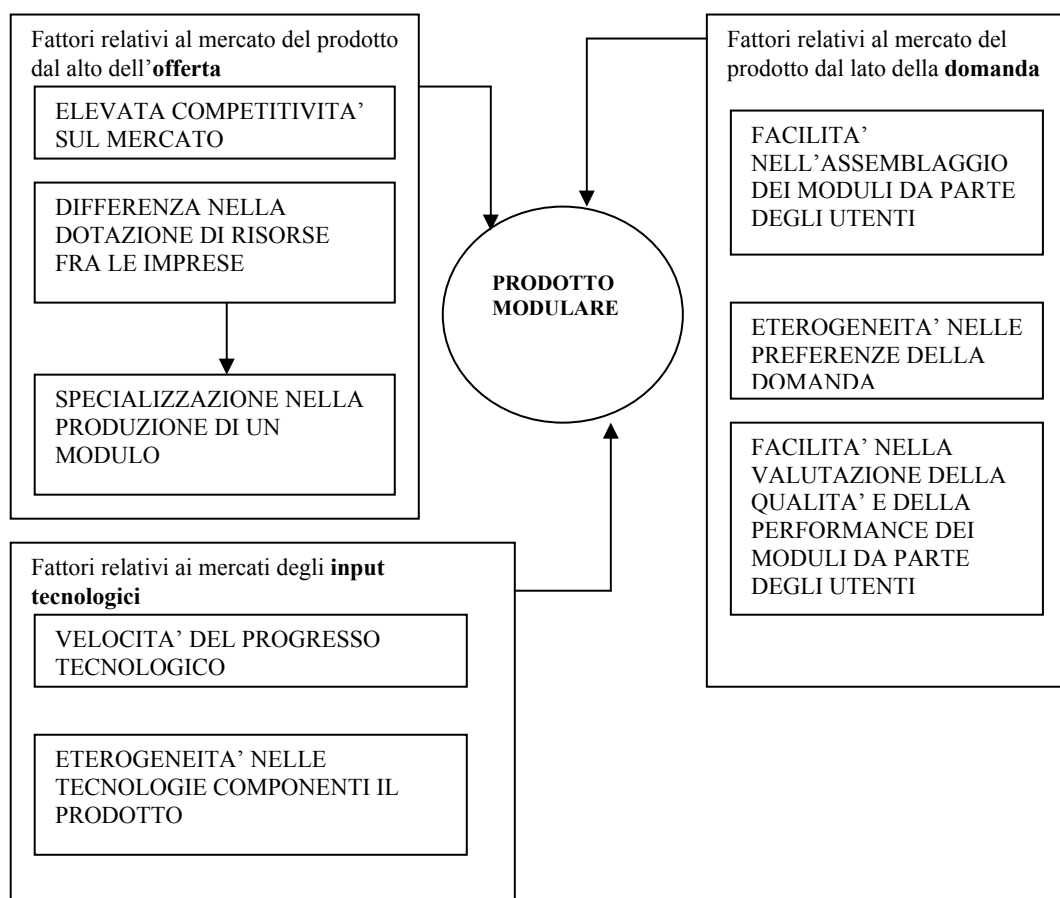 Fattori relativi al mercato del prodotto
dal alto dell’offerta
ELEVATA COMPETITIVITA’
SUL MERCATO
DIFFERENZA NELLA
DOTAZIONE DI RISORSE
FRA LE IMPRESE
SPECIALIZZAZIONE NELLA
PRODUZIONE DI UN
MODULO
PRODOTTO
MODULARE
Fattori relativi al mercato del
prodotto dal lato della domanda
FACILITA’
NELL’ASSEMBLAGGIO
DEI MODULI DA PARTE
DEGLI UTENTI
ETEROGENEITA’ NELLE
PREFERENZE DELLA
DOMANDA
FACILITA’ NELLA
VALUTAZIONE DELLA
QUALITA’ E DELLA
PERFORMANCE DEI
MODULI DA PARTE
DEGLI UTENTI
Fattori relativi ai mercati degli input
tecnologici
VELOCITA’ DEL PROGRESSO
TECNOLOGICO
ETEROGENEITA’ NELLE
TECNOLOGIE COMPONENTI IL
PRODOTTO